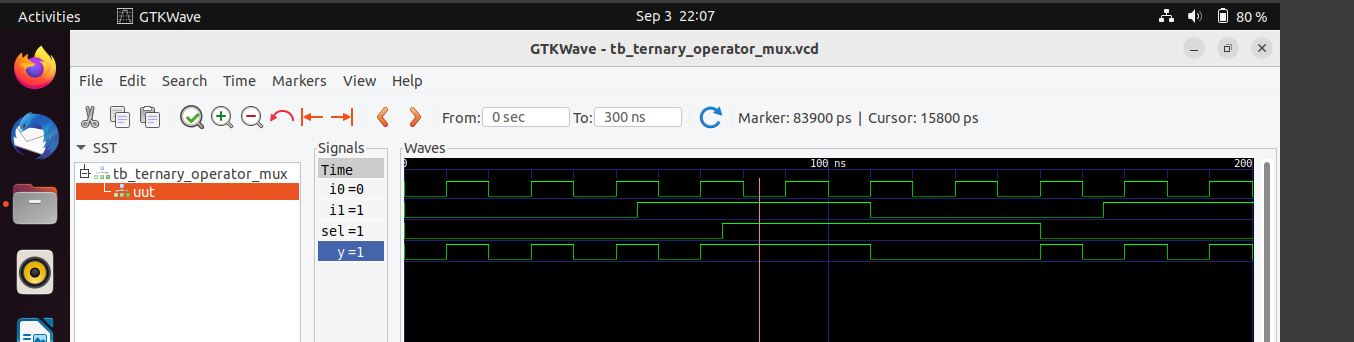 Activities GTKWave Sep 3 22:07 80 %
GTKWave - tb_ternary_operator_mux.vcd
File Edit Search Time Markers View Help
From: 0 sec To: 300 ns Marker: 83900 ps | Cursor: 15800 ps
SST Signals Waves
Time 0 100 ns 200
tb_ternary_operator_mux i0=0
uut i1=1
sel=1
y=1